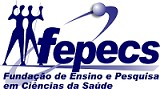 fepecs
Fundação de Ensino e Pesquisa
em Ciências da Saúde